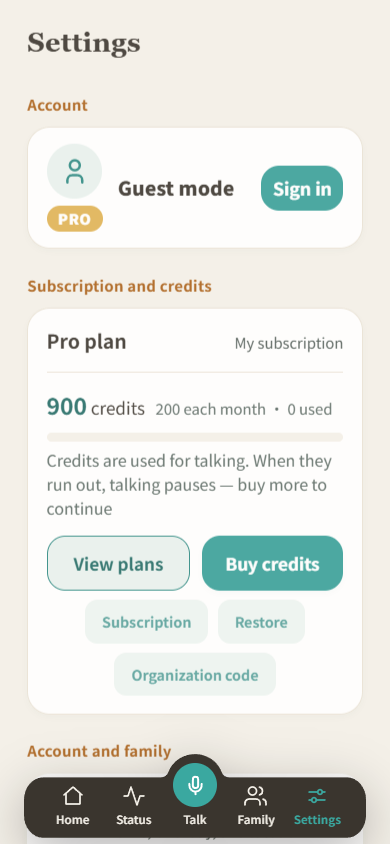 Settings
Account
Guest mode
Sign in
PRO
Subscription and credits
Pro plan
My subscription
900 credits 200 each month • 0 used
Credits are used for talking. When they
run out, talking pauses — buy more to
continue
View plans
Buy credits
Subscription
Restore
Organization code
Account and family
Home
Status
Talk
Family
Settings